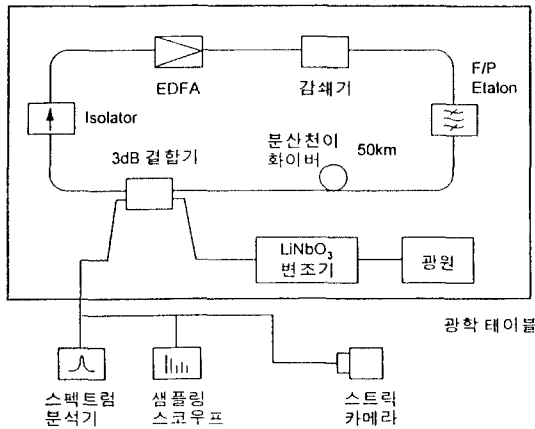 EDFA
감쇄기
F/P
Etalon
Isolator
3dB 결합기
분산천이
화이버
50km
LiNbO3
변조기
광원
광학 테이블
스펙트럼
분석기
샘플링
스코우프
스트릭
카메라